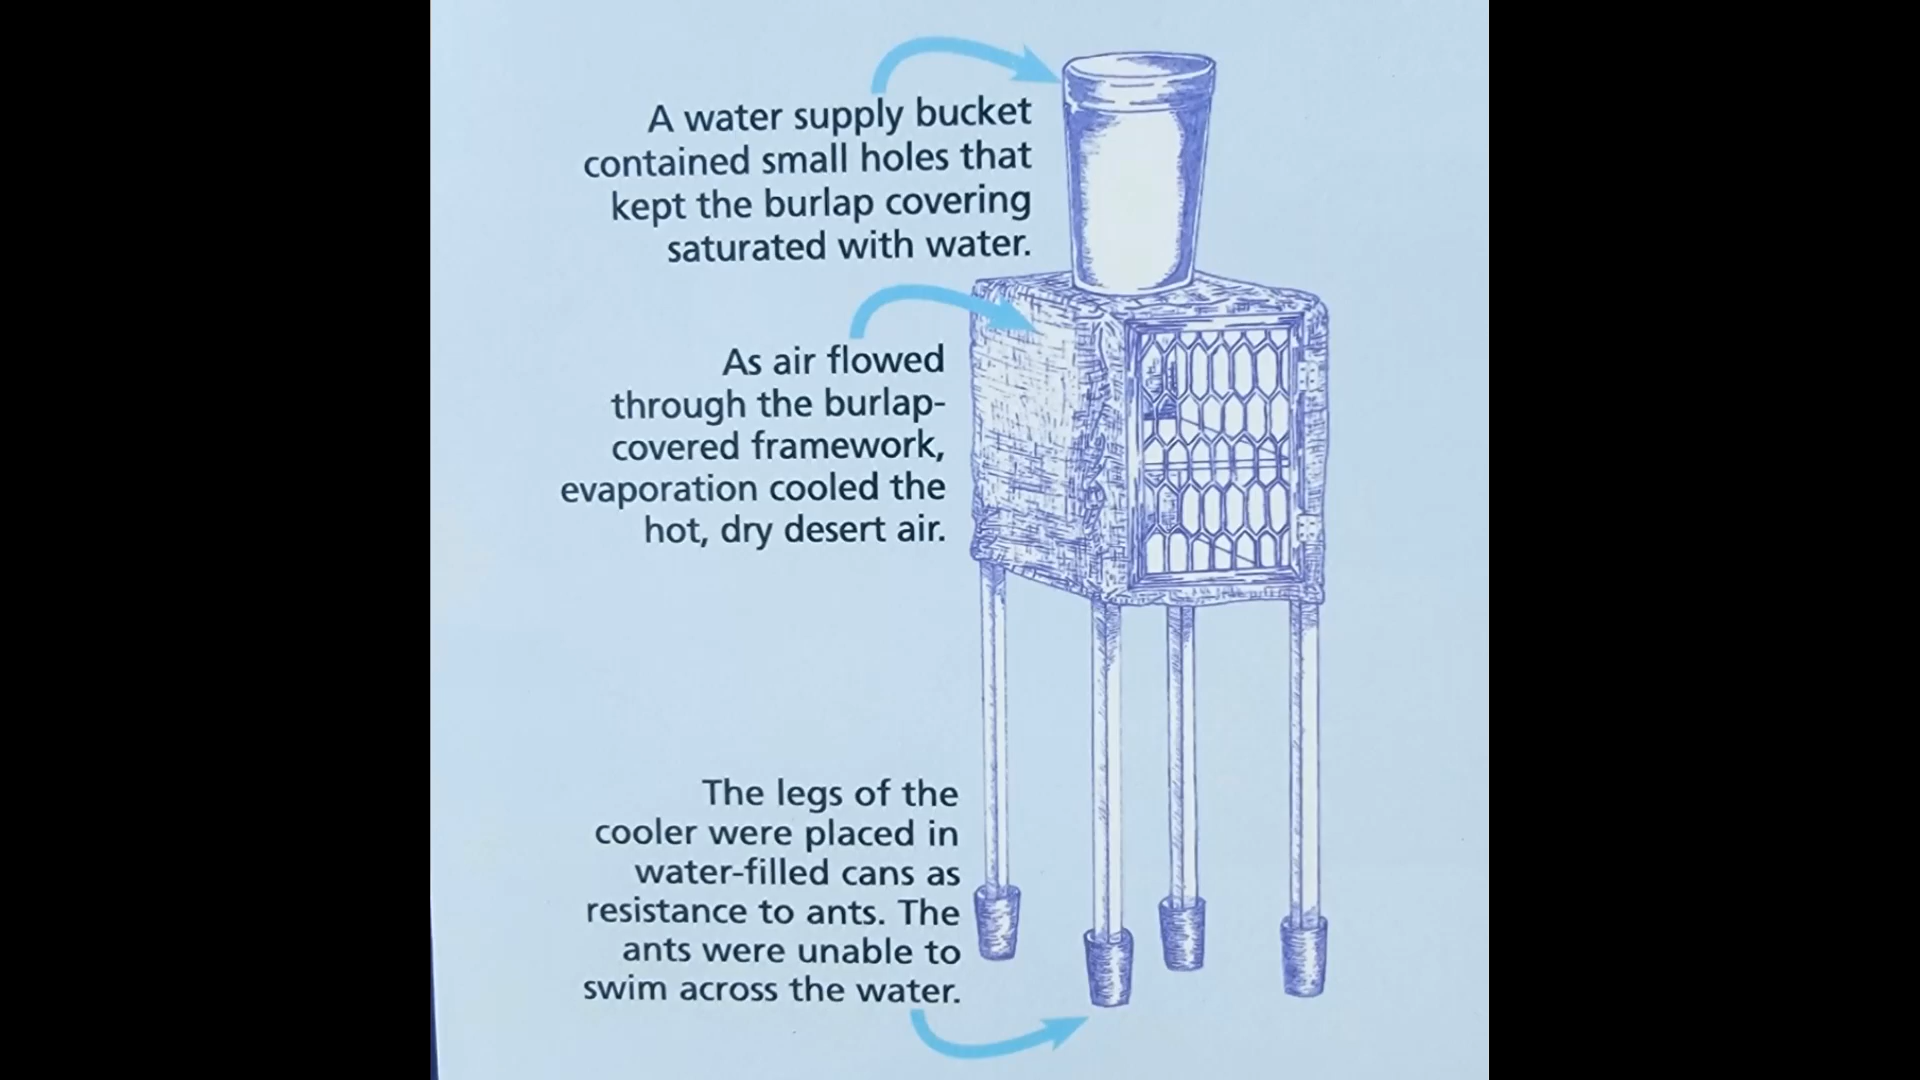 A water supply bucket
contained small holes that
kept the burlap covering
saturated with water.
As air flowed
through the burlap-
covered framework,
evaporation cooled the
hot, dry desert air.
The legs of the
cooler were placed in
water-filled cans as
resistance to ants. The
ants were unable to
swim across the water.